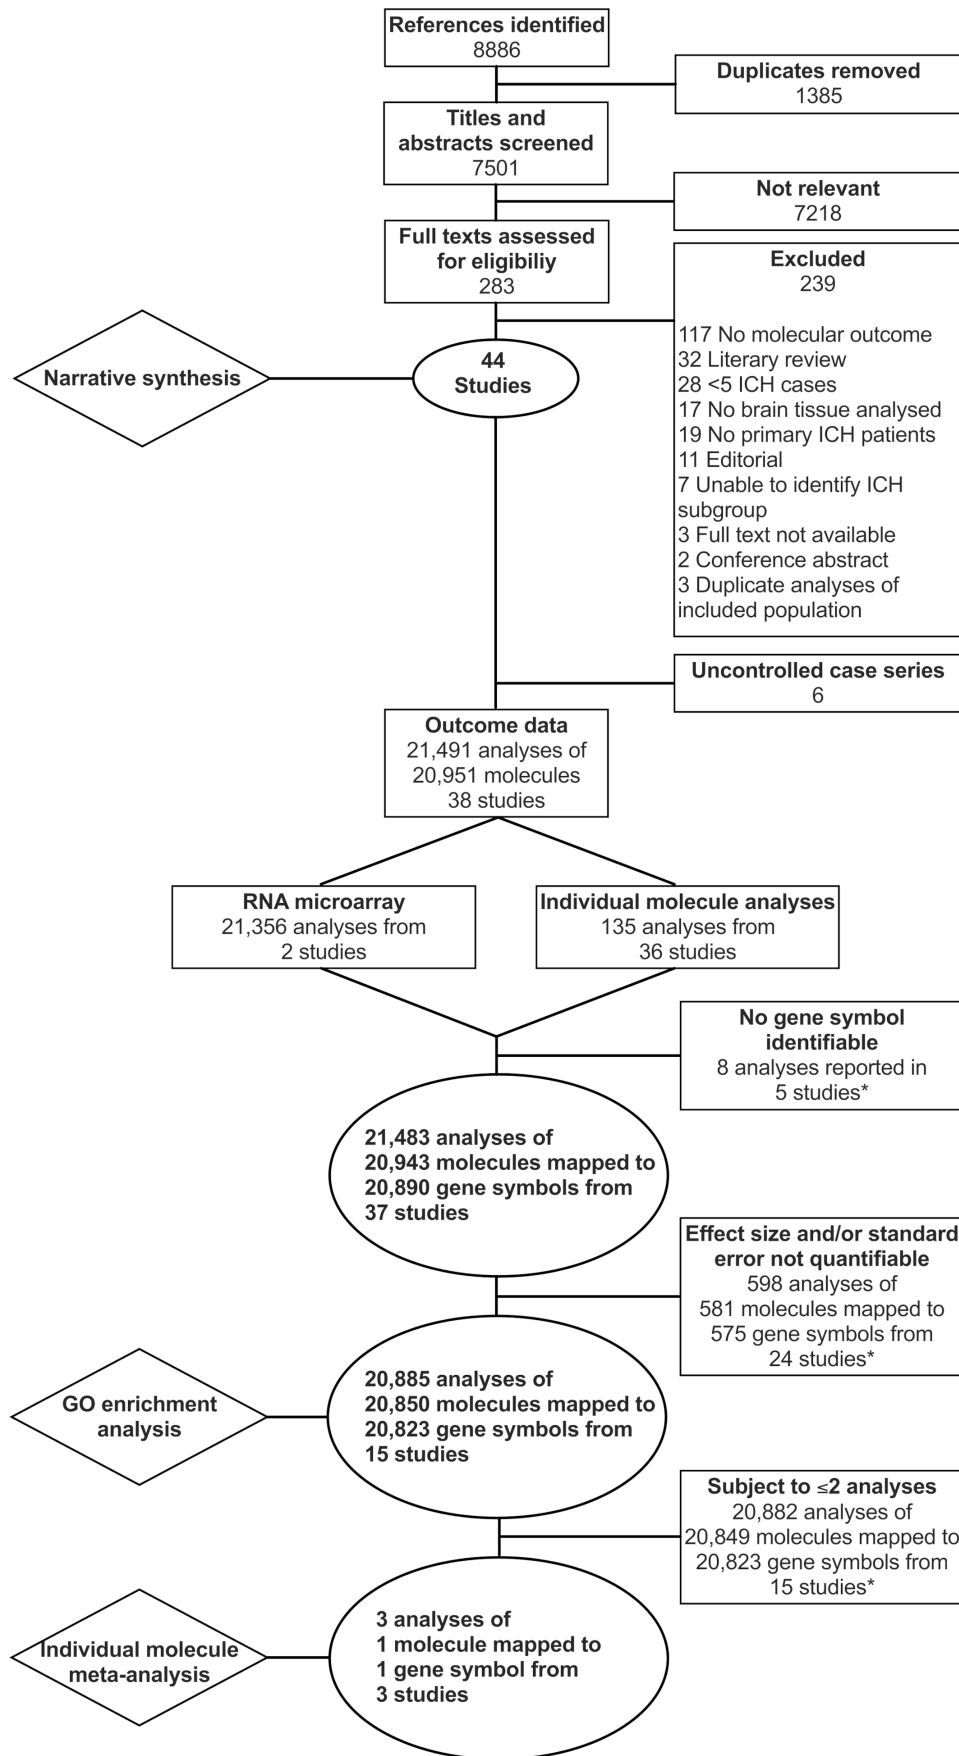 References identified
8886
Duplicates removed
1385
Titles and
abstracts screened
7501
Not relevant
7218
Full texts assessed
for eligibiliy
283
Excluded
239
117 No molecular outcome
32 Literary review
28 <5 ICH cases
17 No brain tissue analysed
19 No primary ICH patients
11 Editorial
7 Unable to identify ICH
subgroup
3 Full text not available
2 Conference abstract
3 Duplicate analyses of
included population
Narrative synthesis
44
Studies
Uncontrolled case series
6
Outcome data
21,491 analyses of
20,951 molecules
38 studies
RNA microarray
21,356 analyses from
2 studies
Individual molecule analyses
135 analyses from
36 studies
No gene symbol
identifiable
8 analyses reported in
5 studies*
21,483 analyses of
20,943 molecules mapped to
20,890 gene symbols from
37 studies
Effect size and/or standard
error not quantifiable
598 analyses of
581 molecules mapped to
575 gene symbols from
24 studies*
GO enrichment
analysis
20,885 analyses of
20,850 molecules mapped to
20,823 gene symbols from
15 studies
Subject to ≤2 analyses
20,882 analyses of
20,849 molecules mapped to
20,823 gene symbols from
15 studies*
Individual molecule
meta-analysis
3 analyses of
1 molecule mapped to
1 gene symbol from
3 studies